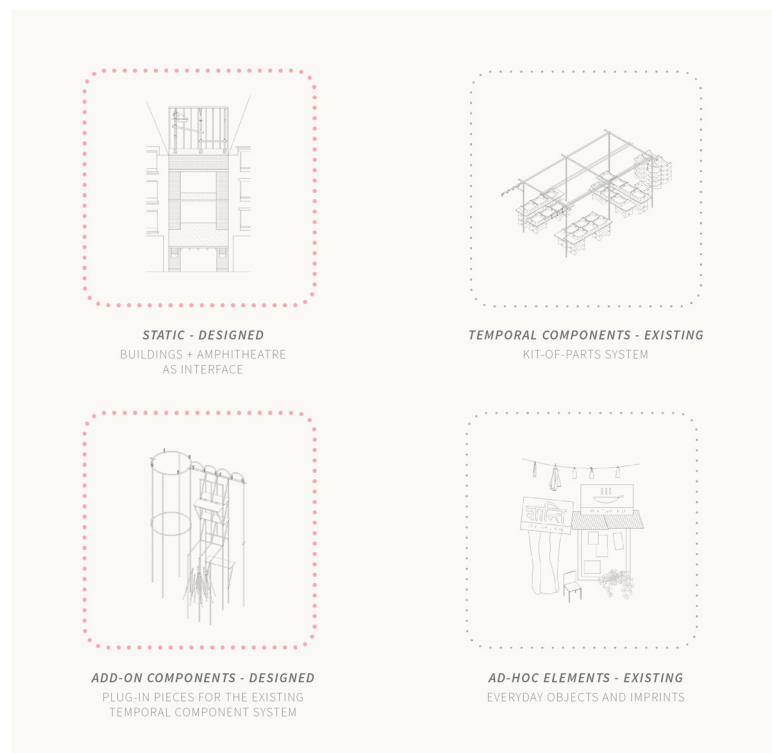 STATIC - DESIGNED
BUILDINGS + AMPHITHEATRE
AS INTERFACE
TEMPORAL COMPONENTS - EXISTING
KIT-OF-PARTS SYSTEM
ADD-ON COMPONENTS - DESIGNED
PLUG-IN PIECES FOR THE EXISTING
TEMPORAL COMPONENT SYSTEM
AD-HOC ELEMENTS - EXISTING
EVERYDAY OBJECTS AND IMPRINTS